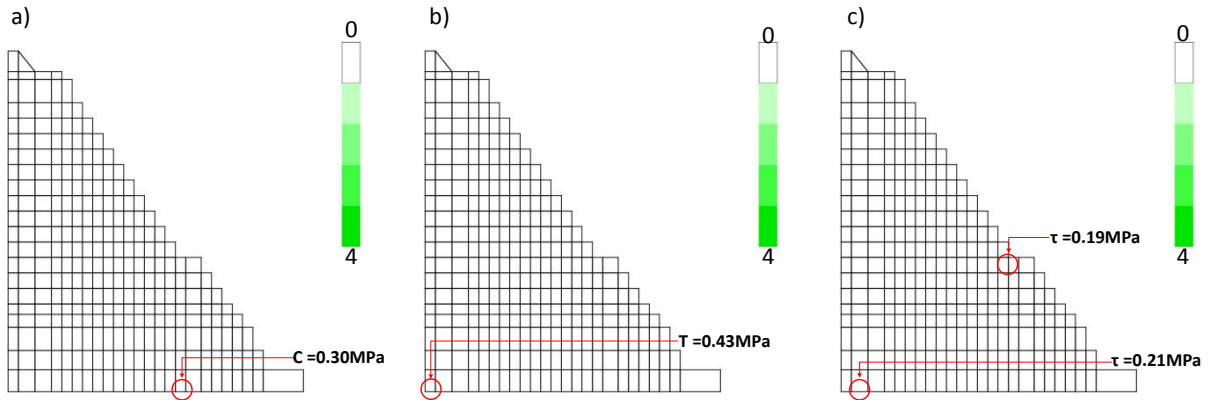 a)
0
4
C =0.30MPa
b)
0
4
T =0.43MPa
c)
0
4
τ =0.19MPa
τ =0.21MPa